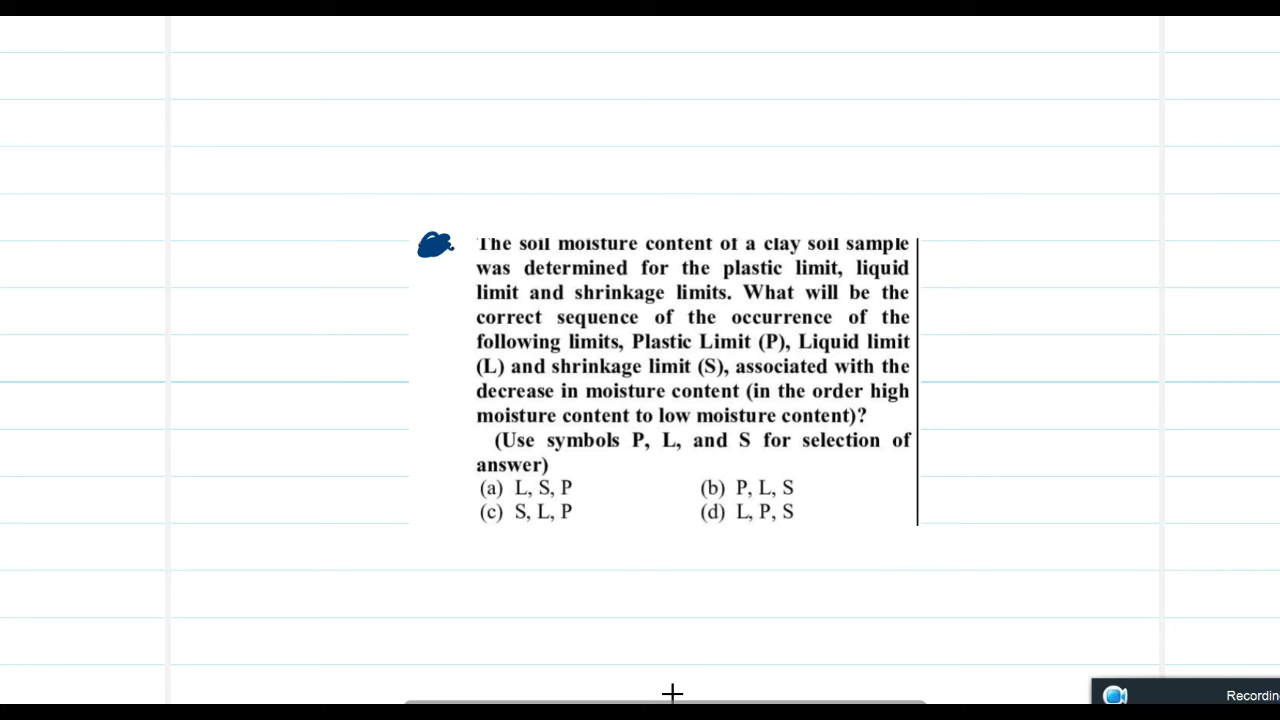 The soil moisture content of a clay soil sample
was determined for the plastic limit, liquid
limit and shrinkage limits. What will be the
correct sequence of the occurrence of the
following limits, Plastic Limit (P), Liquid limit
(L) and shrinkage limit (S), associated with the
decrease in moisture content (in the order high
moisture content to low moisture content)?
(Use symbols P, L, and S for selection of
answer)
(a) L, S, P (b) P, L, S
(c) S, L, P (d) L, P, S
Recordin